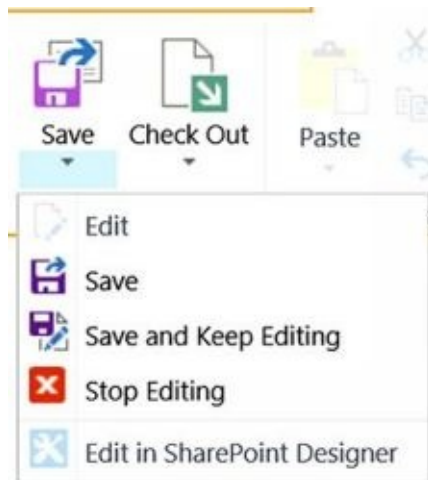 Save Check Out Paste
Edit
Save
Save and Keep Editing
Stop Editing
Edit in SharePoint Designer